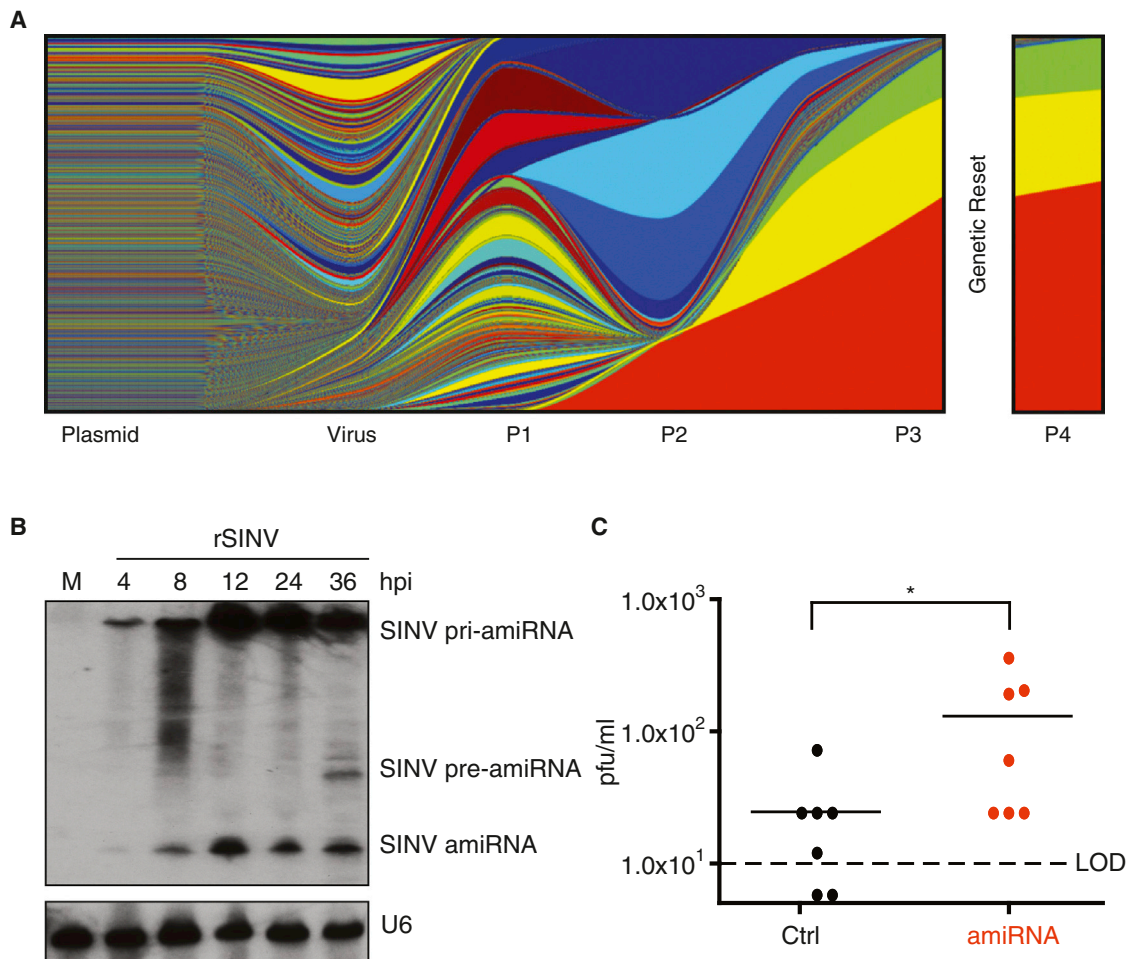 A
Plasmid Virus P1 P2 P3 Genetic Reset P4
B
rSINV
M 4 8 12 24 36 hpi
SINV pri-amiRNA
SINV pre-amiRNA
SINV amiRNA
U6
C
*
1.0x10³
1.0x10²
1.0x10¹
pfu/ml
LOD
Ctrl amiRNA